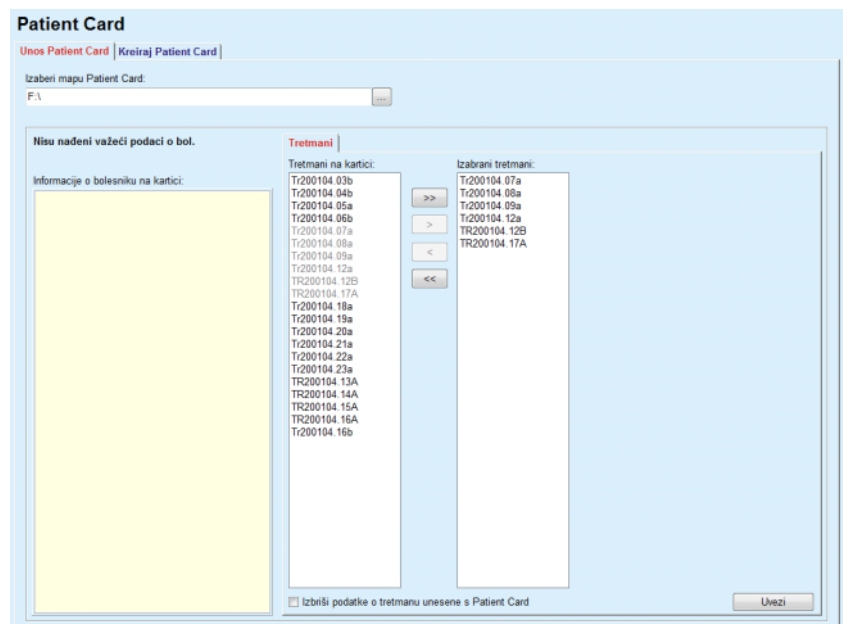 Patient Card
Unos Patient Card
Kreiraj Patient Card
Izaberi mapu Patient Card:
F:\
...
Nisu nađeni važeći podaci o bol.
Informacije o bolesniku na kartici:
Tretmani
Tretmani na kartici:
Tr200104.03b
Tr200104.04b
Tr200104.05a
Tr200104.06b
Tr200104.07a
Tr200104.08a
Tr200104.09a
Tr200104.12a
TR200104.12B
TR200104.17A
Tr200104.18a
Tr200104.19a
Tr200104.20a
Tr200104.21a
Tr200104.22a
Tr200104.23a
TR200104.13A
TR200104.14A
TR200104.15A
TR200104.16A
Tr200104.16b
>>
>
<
<<
Izabrani tretmani:
Tr200104.07a
Tr200104.08a
Tr200104.09a
Tr200104.12a
TR200104.12B
TR200104.17A
Izbriši podatke o tretmanu unesene s Patient Card
Uvezi